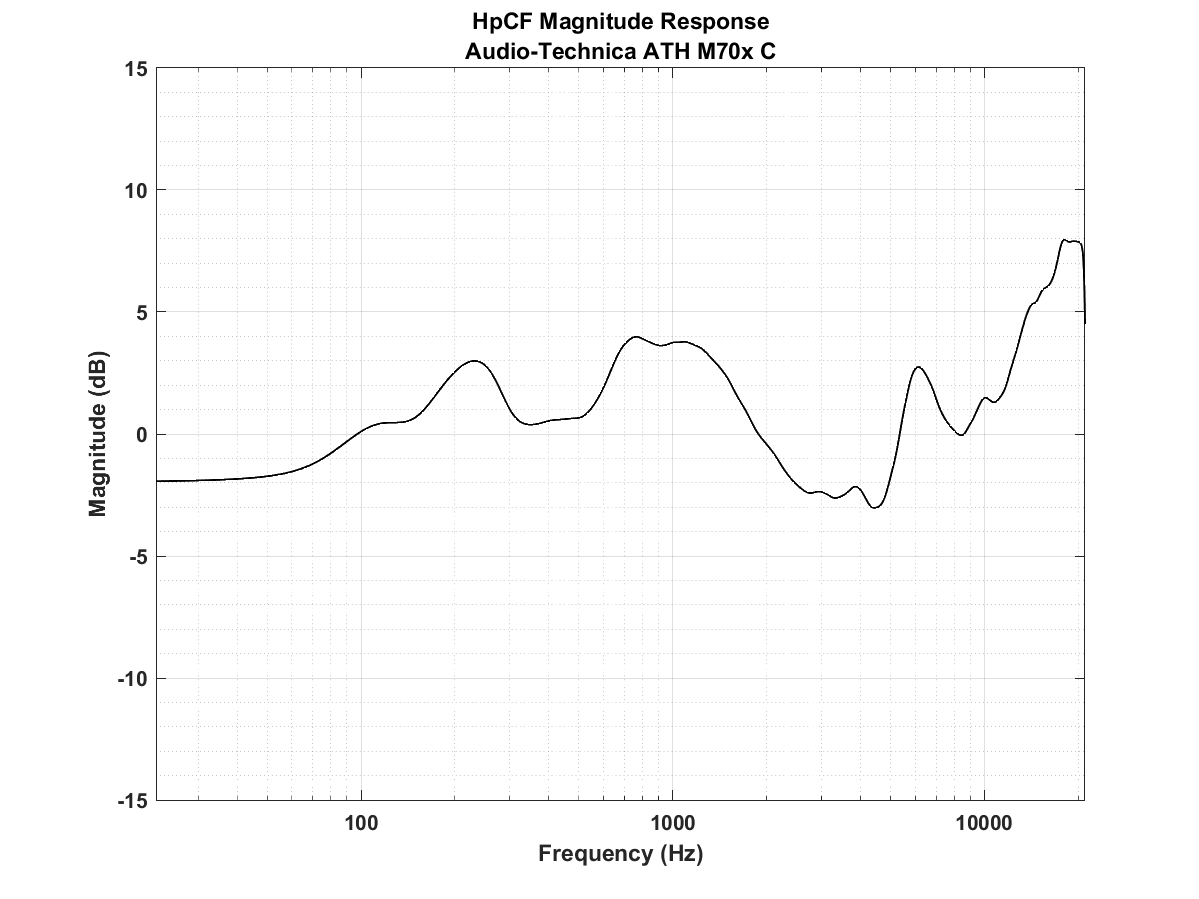 HpCF Magnitude Response
Audio-Technica ATH M70x C
15
10
5
0
-5
-10
-15
Magnitude (dB)
100
1000
10000
Frequency (Hz)